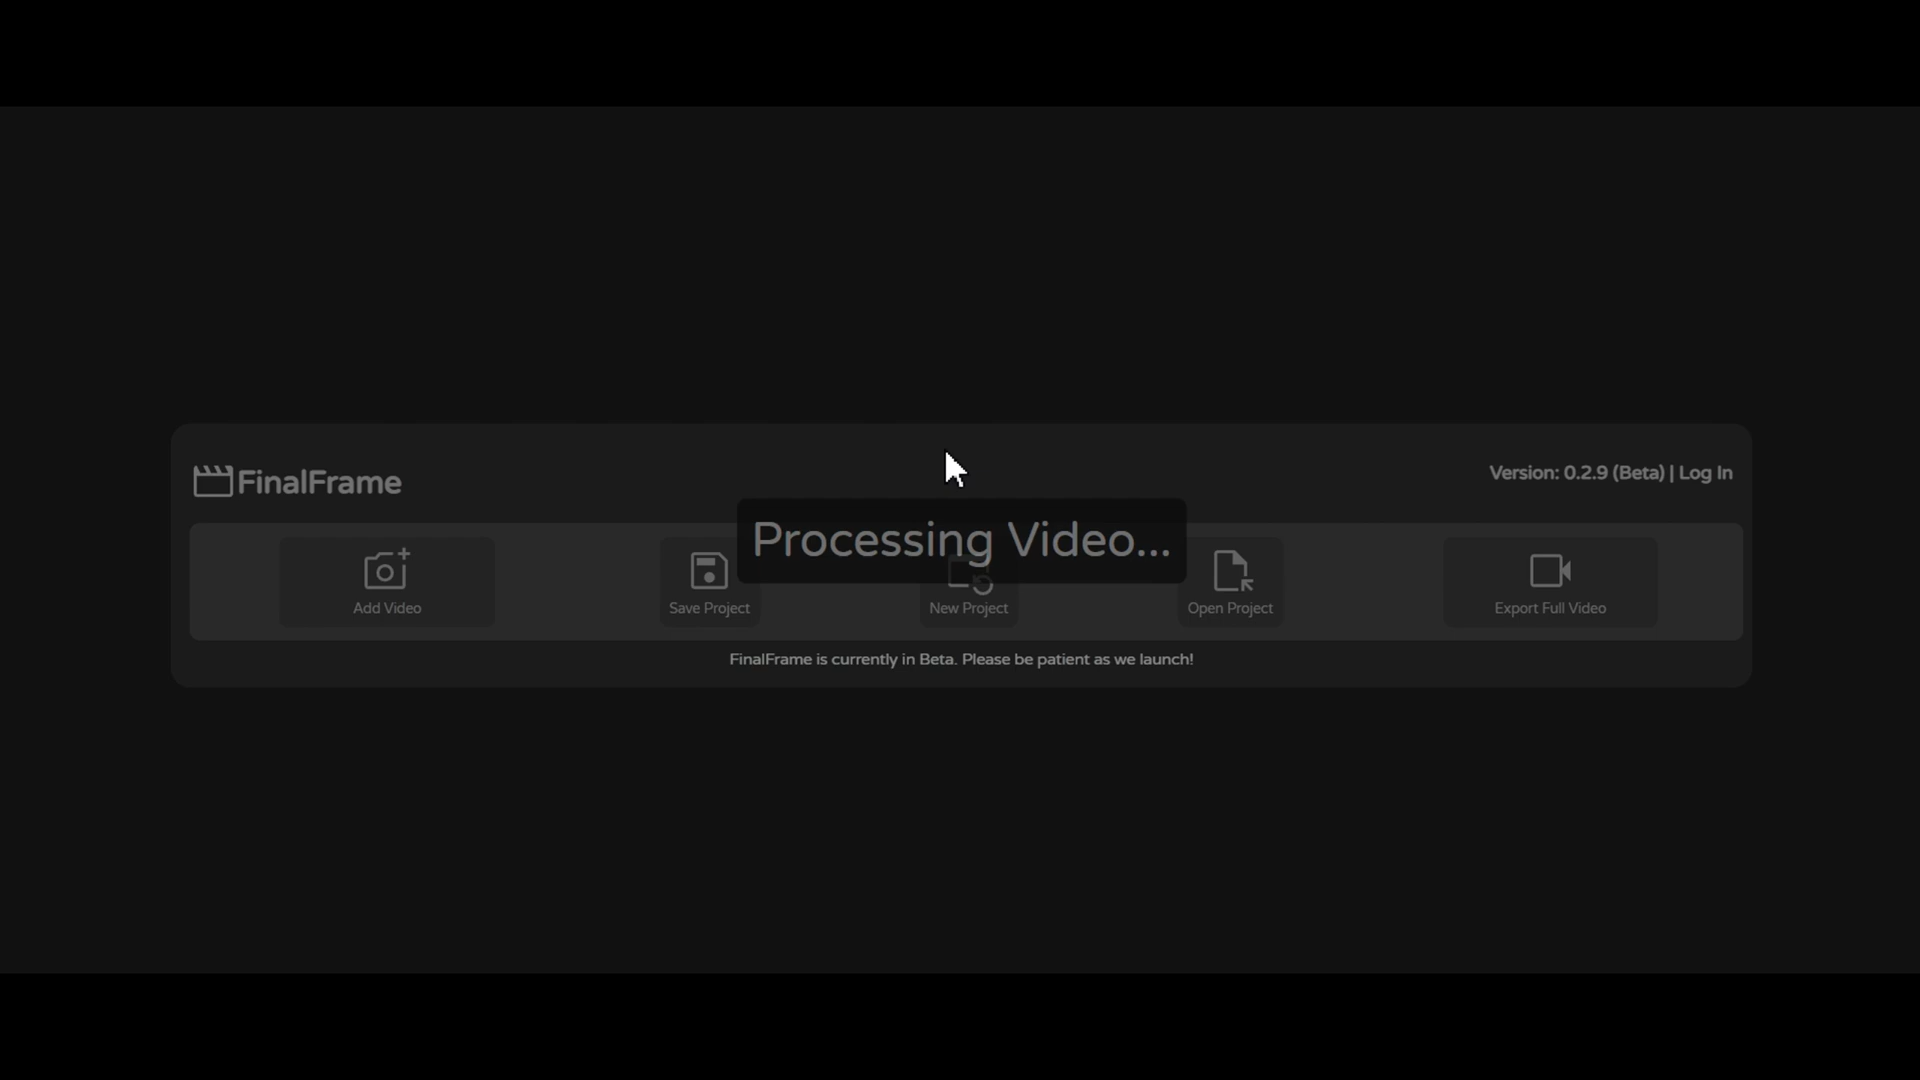 FinalFrame
Version: 0.2.9 (Beta) | Log In
Processing Video...
Add Video
Save Project
New Project
Open Project
Export Full Video
FinalFrame is currently in Beta. Please be patient as we launch!